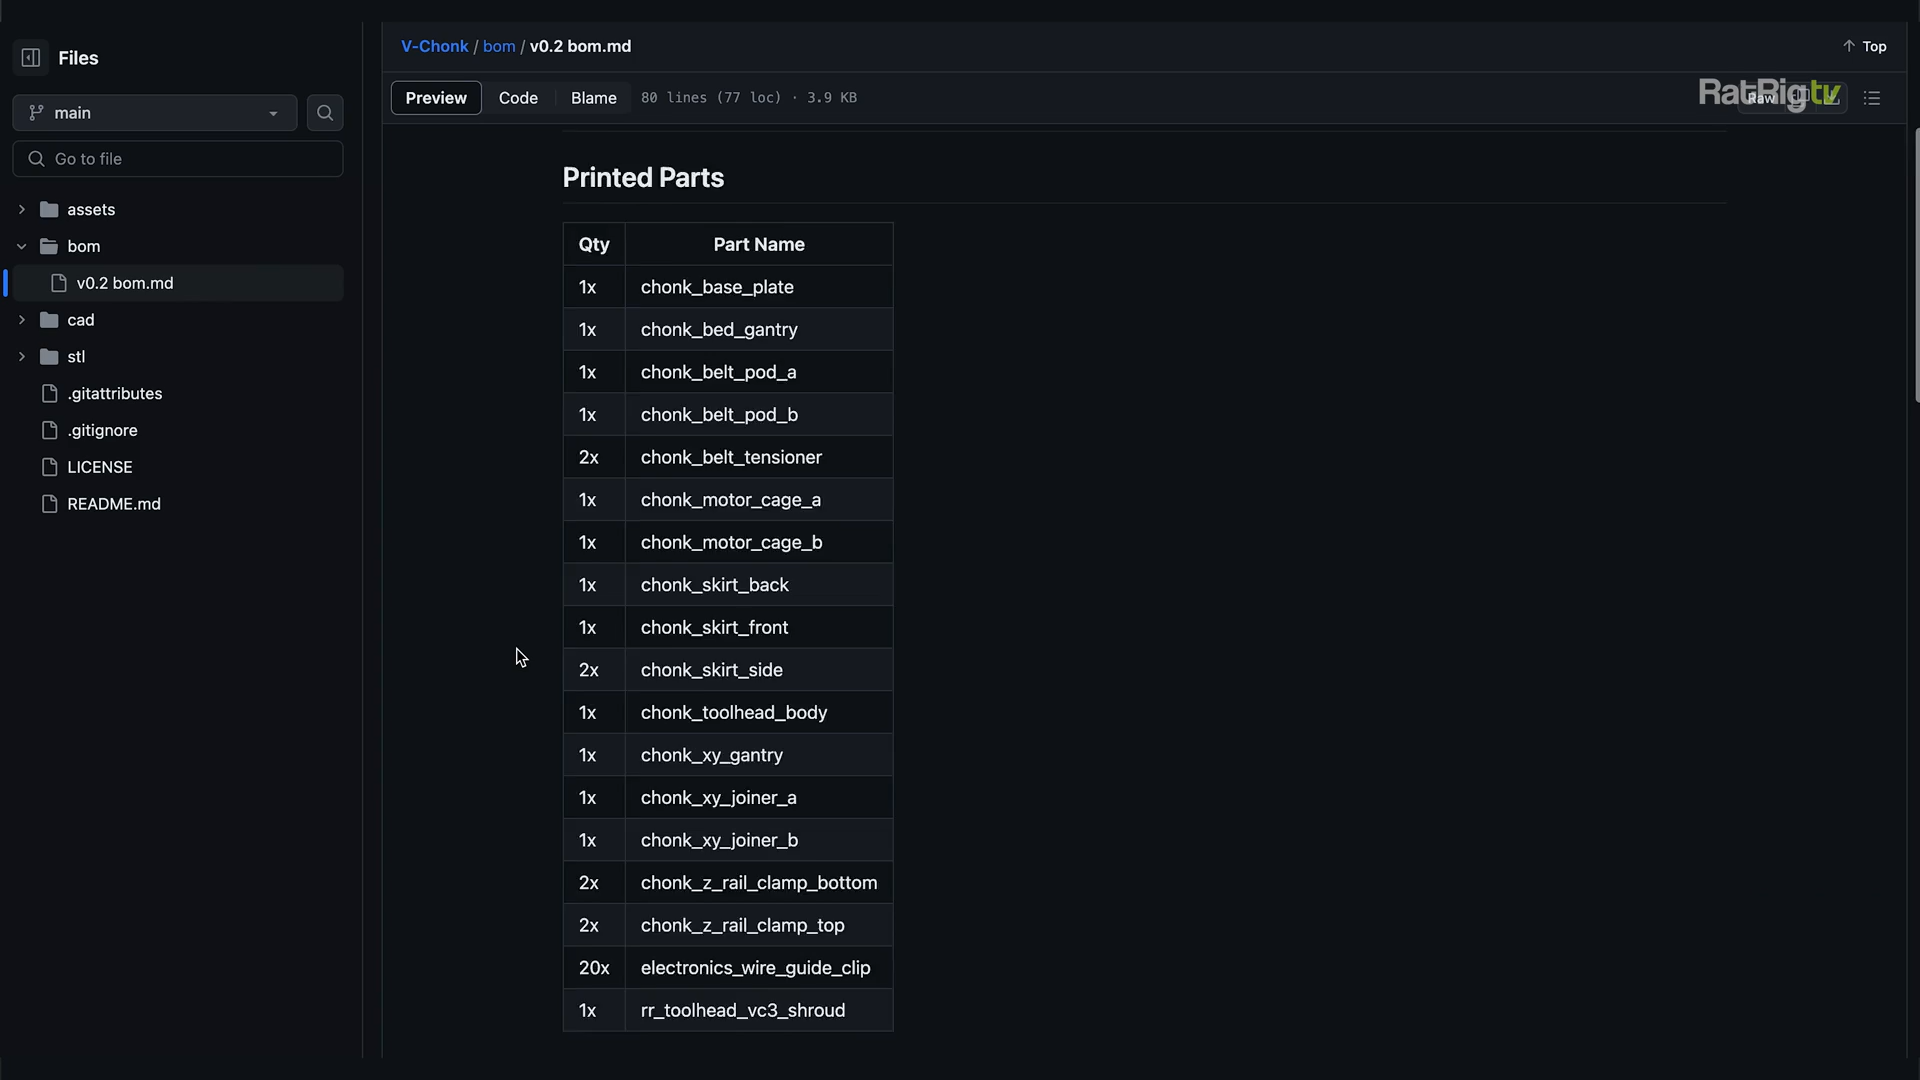 Files
main
Go to file
assets
bom
v0.2 bom.md
cad
stl
.gitattributes
.gitignore
LICENSE
README.md
V-Chonk / bom / v0.2 bom.md
Top
Preview Code Blame 80 lines (77 loc) · 3.9 KB
Raw
RatRigtv
Printed Parts
Qty Part Name
1x chonk_base_plate
1x chonk_bed_gantry
1x chonk_belt_pod_a
1x chonk_belt_pod_b
2x chonk_belt_tensioner
1x chonk_motor_cage_a
1x chonk_motor_cage_b
1x chonk_skirt_back
1x chonk_skirt_front
2x chonk_skirt_side
1x chonk_toolhead_body
1x chonk_xy_gantry
1x chonk_xy_joiner_a
1x chonk_xy_joiner_b
2x chonk_z_rail_clamp_bottom
2x chonk_z_rail_clamp_top
20x electronics_wire_guide_clip
1x rr_toolhead_vc3_shroud